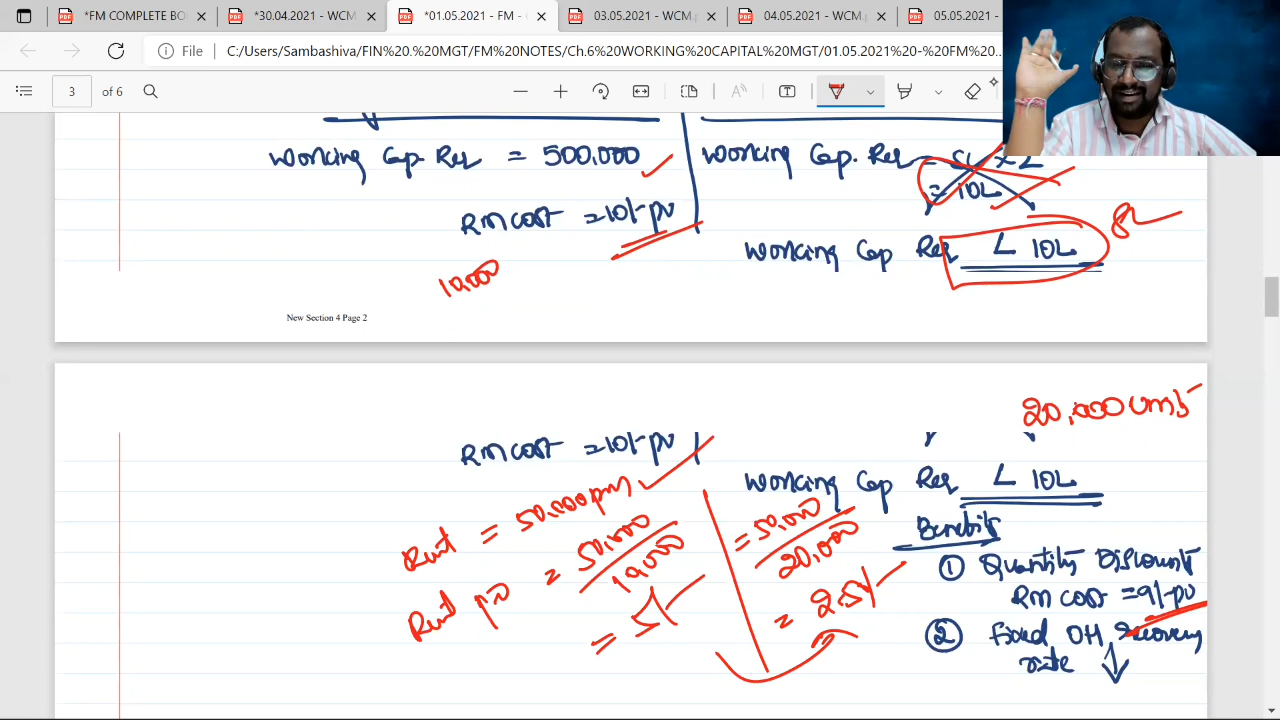 *FM COMPLETE BO
*30.04.2021 - WCM
*01.05.2021 - FM - C
03.05.2021 - WCM.p
04.05.2021 - WCM.p
05.05.2021 -
File
C:/Users/Sambashiva/FIN%20.%20MGT/FM%20NOTES/Ch.6%20WORKING%20CAPITAL%20MGT/01.05.2021%20-%20FM%20...
3 of 6
Working Cap. Req = 500,000
RM cost = 10/- pu
10,000
Working Cap. Req = 5L × 2
= 10L
Working Cap Req ∠ 10L
8L
New Section 4 Page 2
20,000 units
RM cost = 10/- pu
Rent = 50,000 pm
Rent pu = 50,000
10,000
= 5/-
= 50,000
20,000
= 2.5/-
Working Cap Req ∠ 10L
Benefits
① Quantity Discount
RM cost = 9/- pu
② Fixed OH recovery
rate ↓